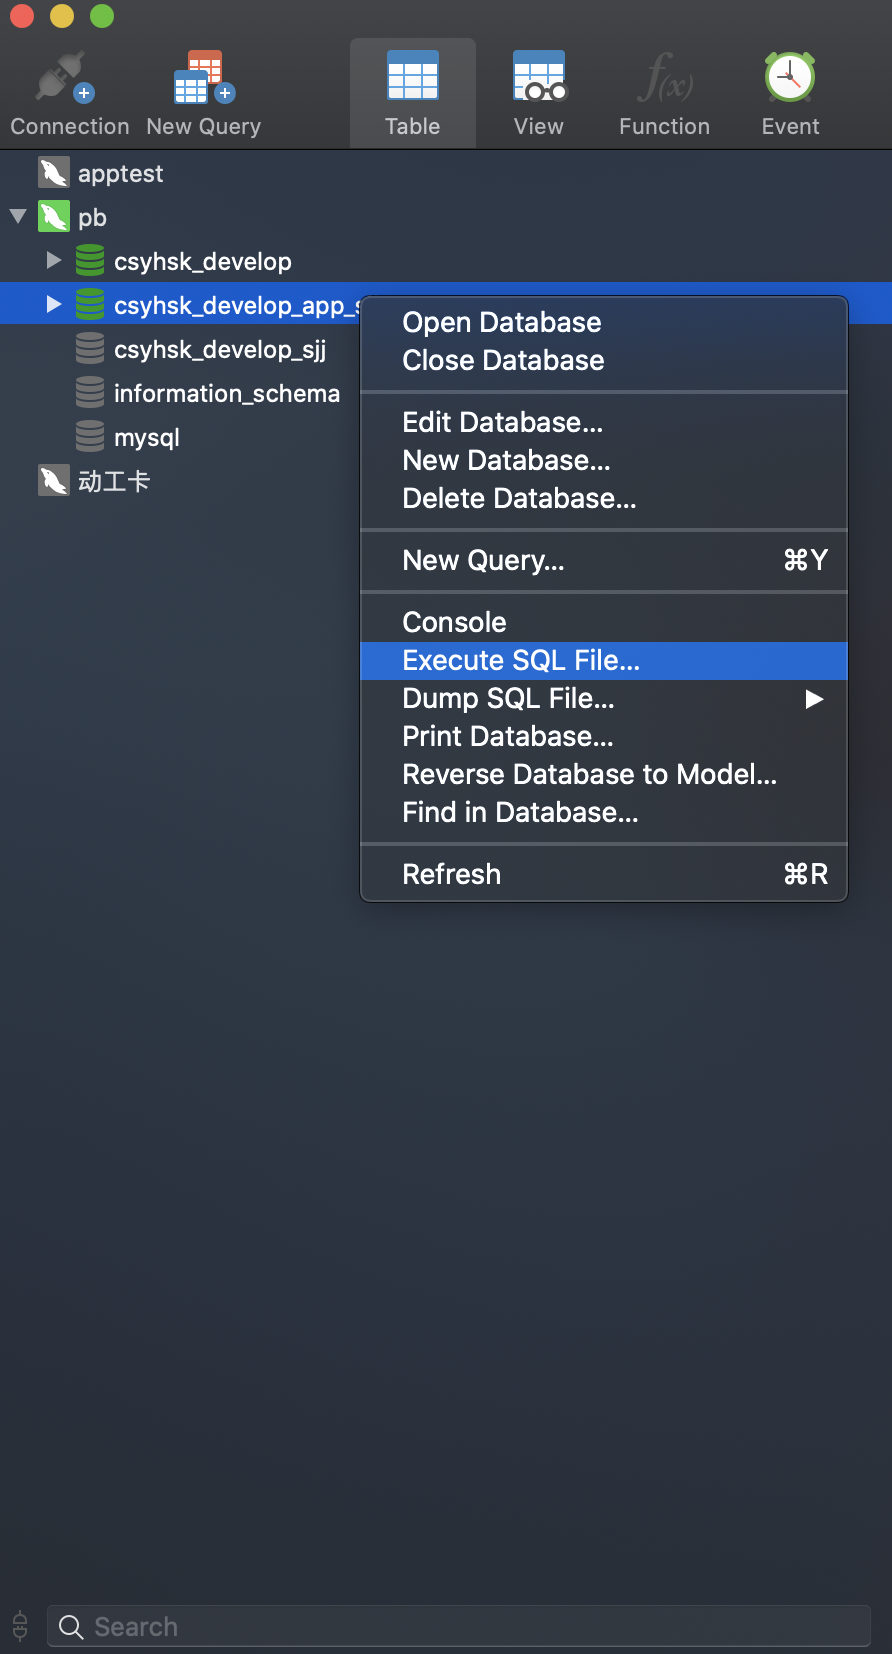 Connection New Query Table View Function Event
apptest
pb
csyhsk_develop
csyhsk_develop_app_s
csyhsk_develop_sjj
information_schema
mysql
动工卡
Open Database
Close Database
Edit Database...
New Database...
Delete Database...
New Query... ⌘Y
Console
Execute SQL File...
Dump SQL File...
Print Database...
Reverse Database to Model...
Find in Database...
Refresh ⌘R
Search